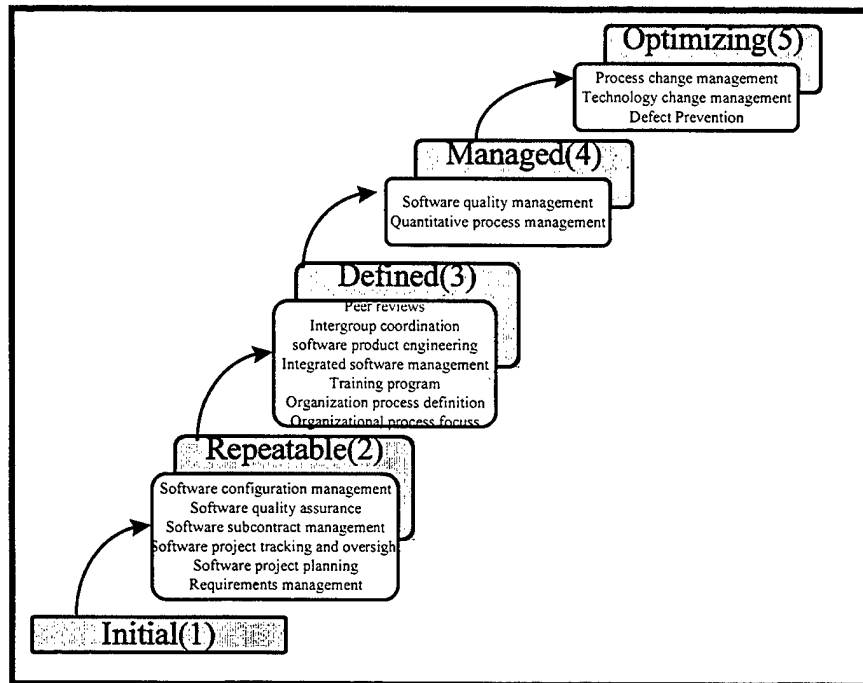 Optimizing(5)
Process change management
Technology change management
Defect Prevention
Managed(4)
Software quality management
Quantitative process management
Defined(3)
Peer reviews
Intergroup coordination
software product engineering
Integrated software management
Training program
Organization process definition
Organizational process focuss
Repeatable(2)
Software configuration management
Software quality assurance
Software subcontract management
Software project tracking and oversigh
Software project planning
Requirements management
Initial(1)